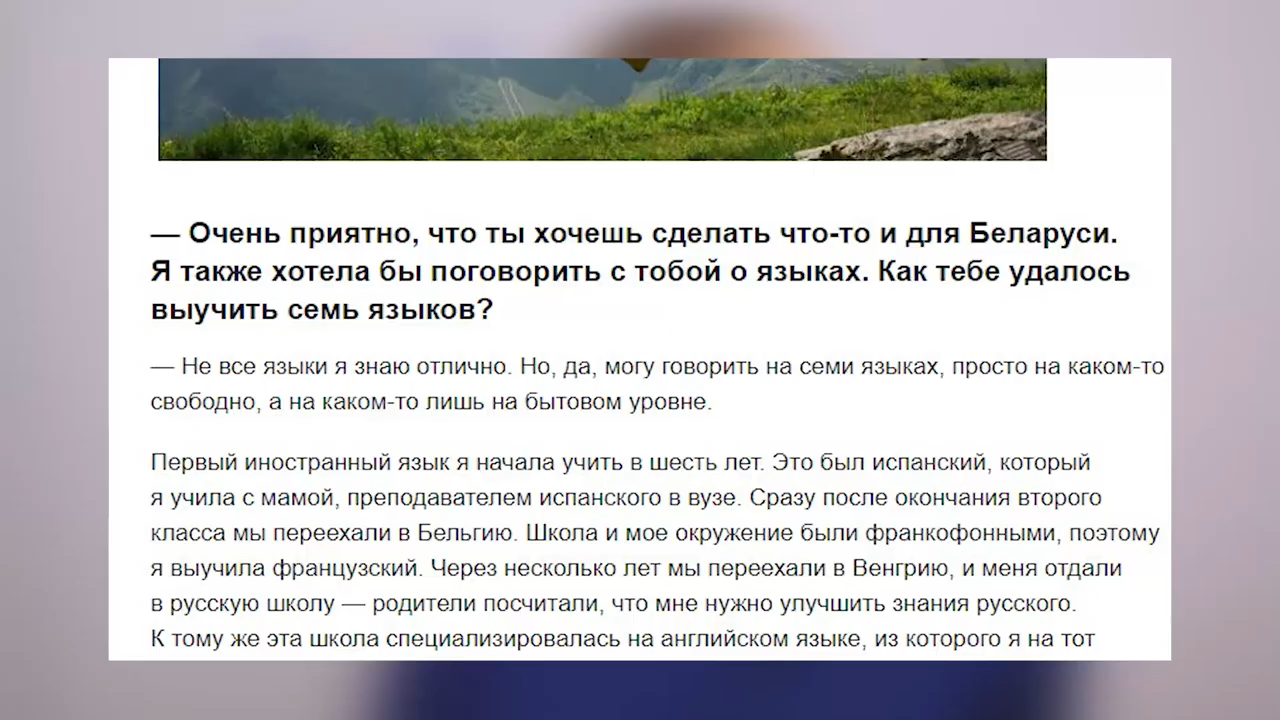 — Очень приятно, что ты хочешь сделать что-то и для Беларуси.
Я также хотела бы поговорить с тобой о языках. Как тебе удалось
выучить семь языков?
— Не все языки я знаю отлично. Но, да, могу говорить на семи языках, просто на каком-то
свободно, а на каком-то лишь на бытовом уровне.
Первый иностранный язык я начала учить в шесть лет. Это был испанский, который
я учила с мамой, преподавателем испанского в вузе. Сразу после окончания второго
класса мы переехали в Бельгию. Школа и мое окружение были франкофонными, поэтому
я выучила французский. Через несколько лет мы переехали в Венгрию, и меня отдали
в русскую школу — родители посчитали, что мне нужно улучшить знания русского.
К тому же эта школа специализировалась на английском языке, из которого я на тот